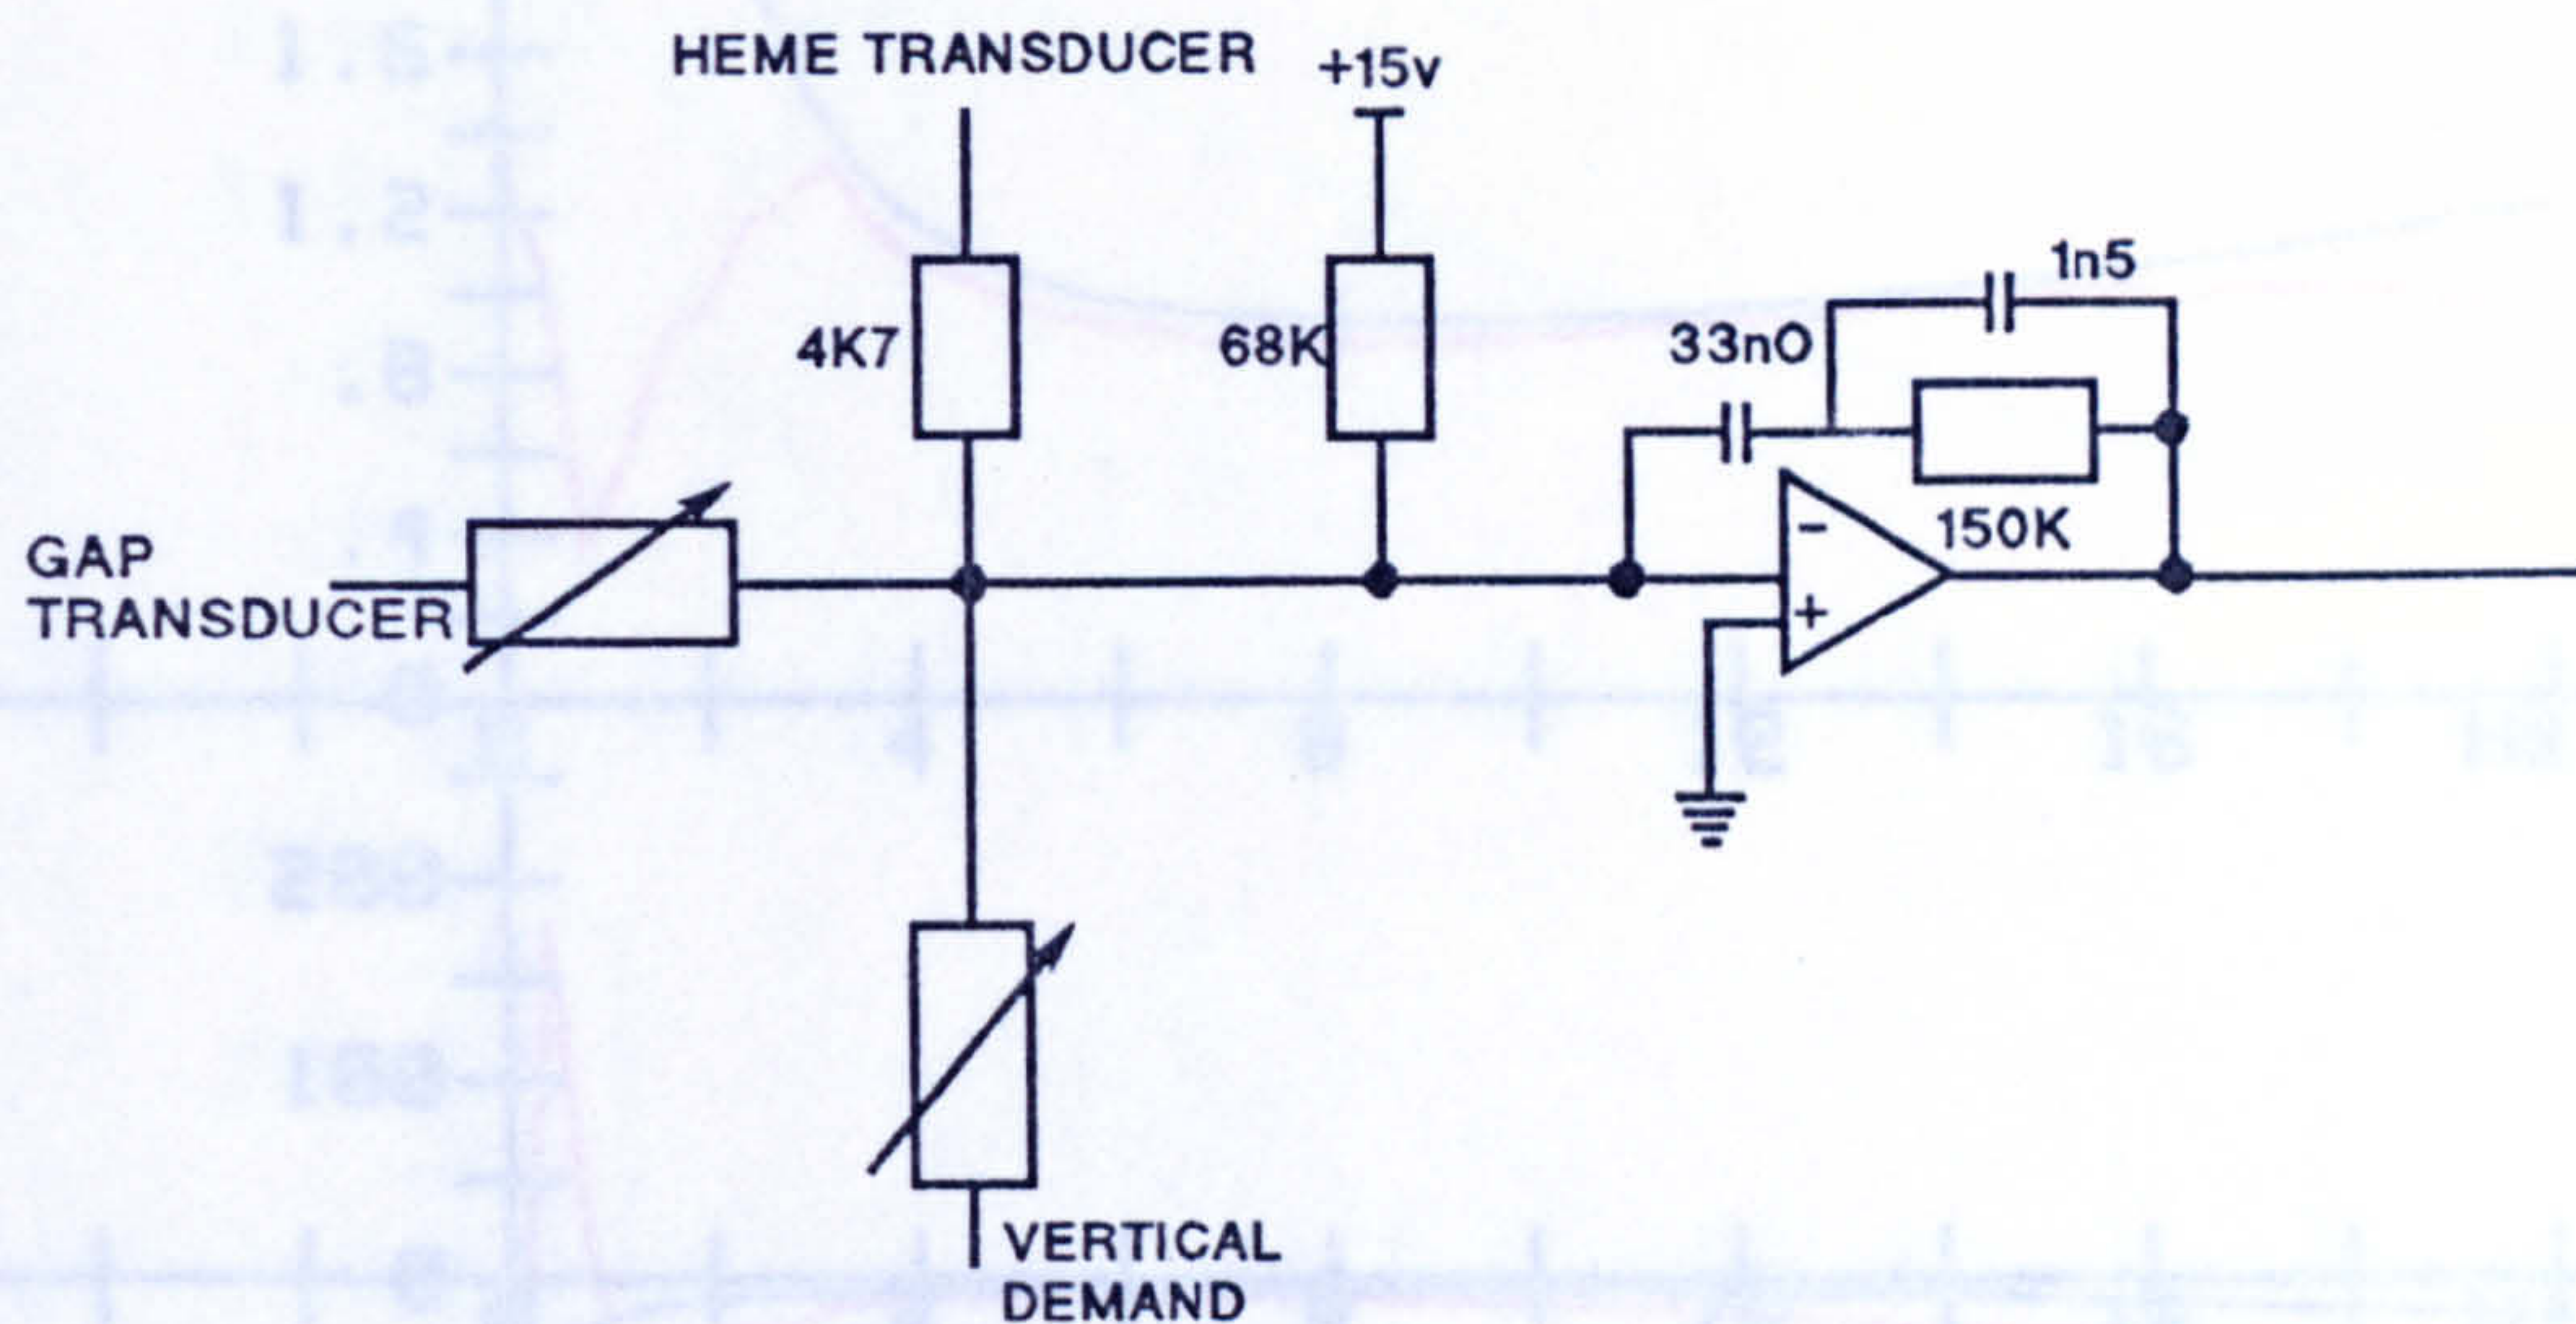 HEME TRANSDUCER
+15v
1n5
33n0
4K7
68K
150K
-
+
GAP
TRANSDUCER
VERTICAL
DEMAND